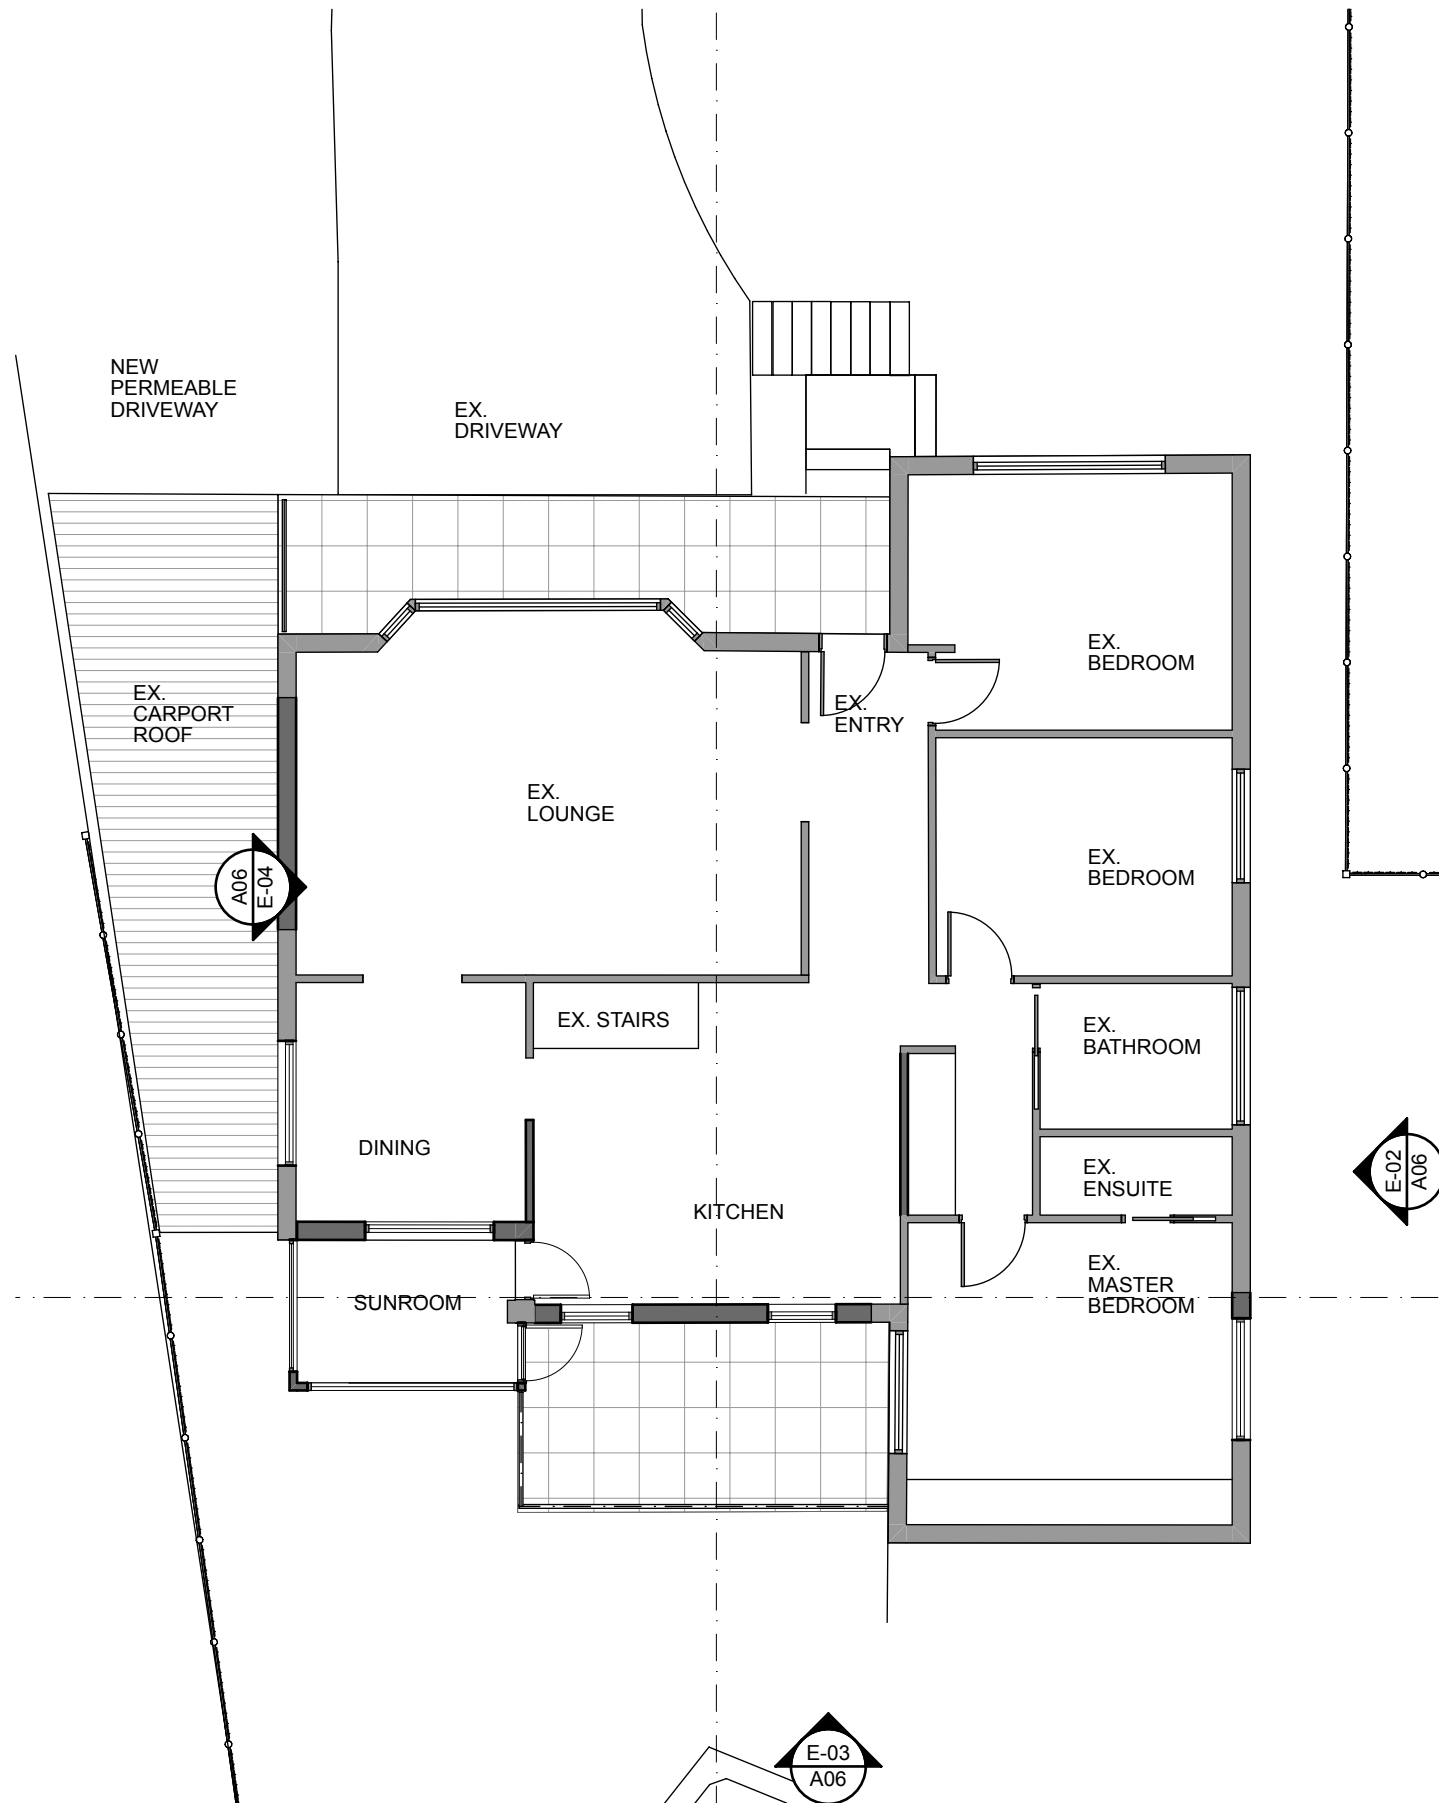 NEW
PERMEABLE
DRIVEWAY
EX.
DRIVEWAY
EX.
BEDROOM
EX.
CARPORT
ROOF
EX.
ENTRY
EX.
LOUNGE
EX.
BEDROOM
A06
E-04
EX. STAIRS
EX.
BATHROOM
DINING
EX.
ENSUITE
E-02
A06
KITCHEN
SUNROOM
EX.
MASTER
BEDROOM
E-03
A06